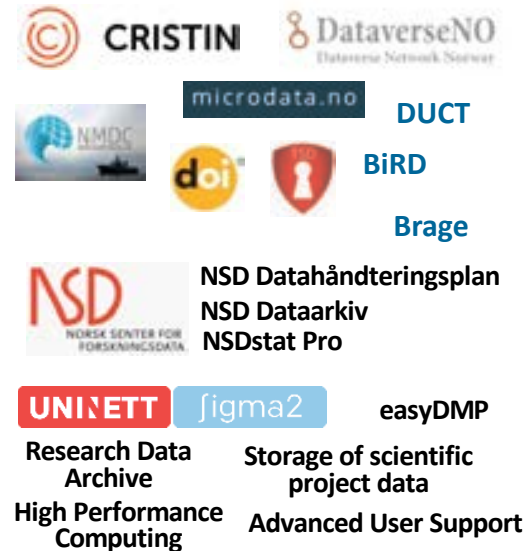 CRISTIN
DataverseNO
Dataverse Network Norway
microdata.no
DUCT
NMDC
doi
TSD
BiRD
Brage
NSD
NORSK SENTER FOR
FORSKNINGSDATA
NSD Datahåndteringsplan
NSD Dataarkiv
NSDstat Pro
UNINETT
ſigma2
easyDMP
Research Data
Archive
Storage of scientific
project data
High Performance
Computing
Advanced User Support